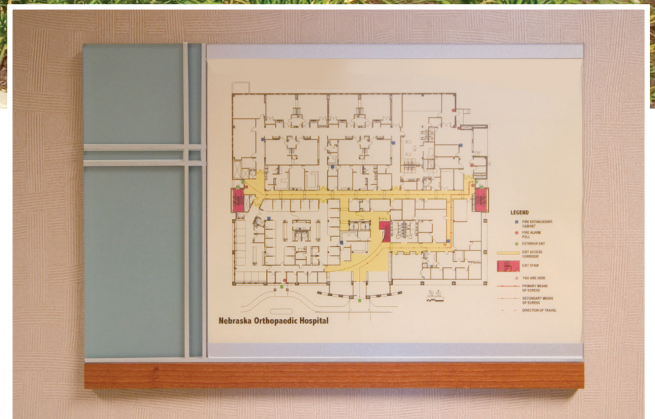 LEGEND
FIRE EXTINGUISHER
CABINET
FIRE ALARM
PULL
EXTERIOR EXIT
EXIT ACCESS
CORRIDOR
EXIT STAIR
YOU ARE HERE
PRIMARY MEANS
OF EGRESS
SECONDARY MEANS
OF EGRESS
DIRECTION OF TRAVEL
Nebraska Orthopaedic Hospital